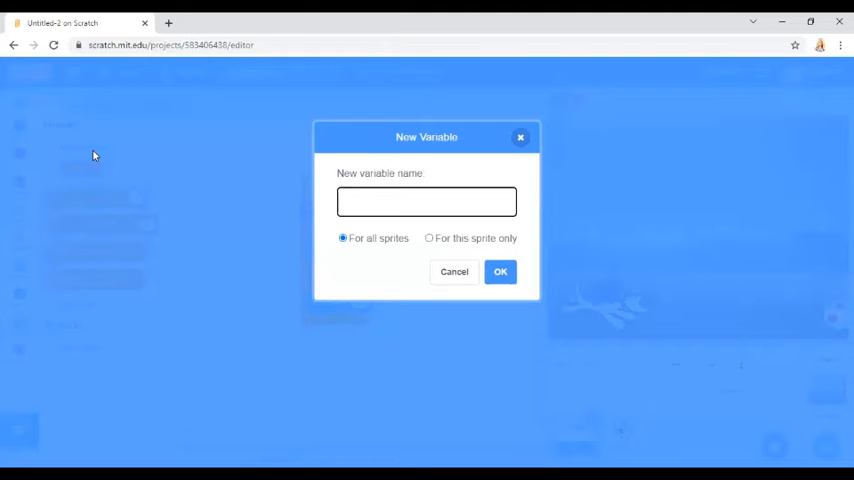 Untitled-2 on Scratch
scratch.mit.edu/projects/583406438/editor
New Variable
New variable name:
For all sprites
For this sprite only
Cancel
OK